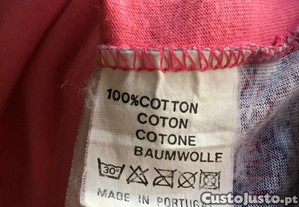 100%COTTON
COTON
COTONE
BAUMWOLLE
30°
MADE IN PORTUG
CustoJusto.pt